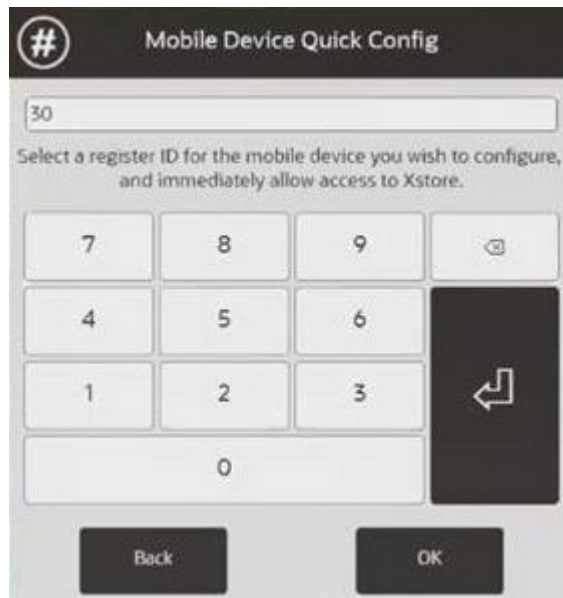 #
Mobile Device Quick Config
30
Select a register ID for the mobile device you wish to configure,
and immediately allow access to Xstore.
7 8 9
4 5 6
1 2 3
0
Back OK